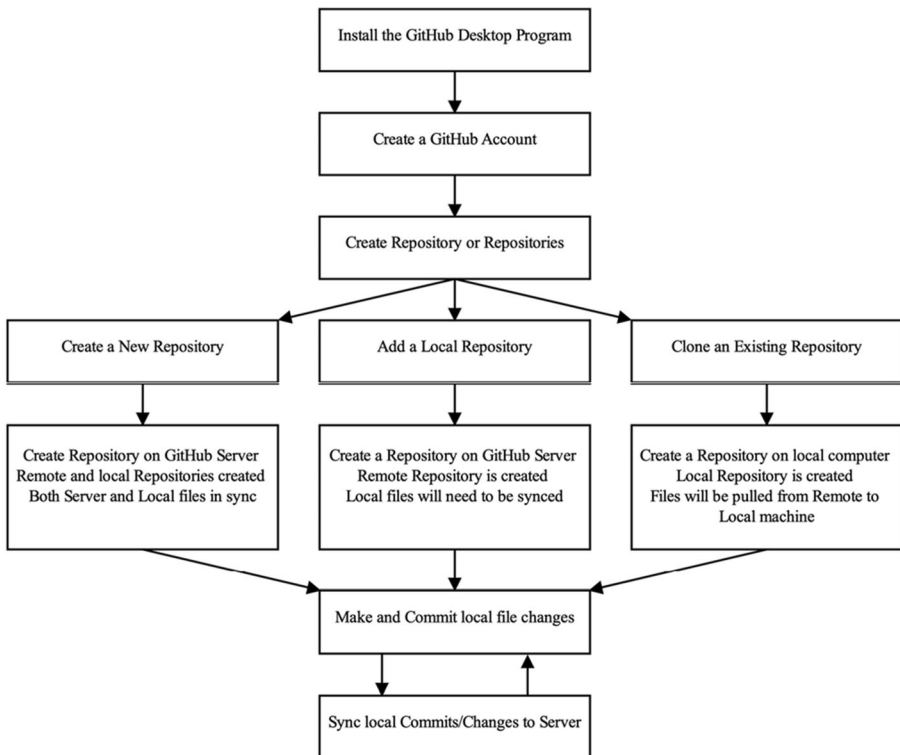 Install the GitHub Desktop Program
Create a GitHub Account
Create Repository or Repositories
Create a New Repository
Add a Local Repository
Clone an Existing Repository
Create Repository on GitHub Server
Remote and local Repositories created
Both Server and Local files in sync
Create a Repository on GitHub Server
Remote Repository is created
Local files will need to be synced
Create a Repository on local computer
Local Repository is created
Files will be pulled from Remote to
Local machine
Make and Commit local file changes
Sync local Commits/Changes to Server